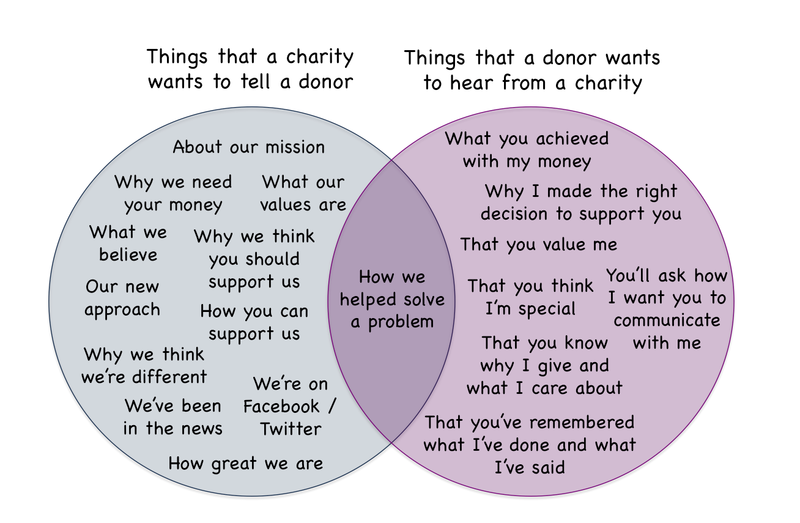 Things that a charity
wants to tell a donor
Things that a donor wants
to hear from a charity
About our mission
Why we need
your money
What our
values are
What we
believe
Why we think
you should
support us
Our new
approach
How you can
support us
Why we think
we're different
We're on
Facebook /
Twitter
We've been
in the news
How great we are
How we
helped solve
a problem
What you achieved
with my money
Why I made the right
decision to support you
That you value me
That you think
I'm special
You'll ask how
I want you to
communicate
with me
That you know
why I give and
what I care about
That you've remembered
what I've done and what
I've said